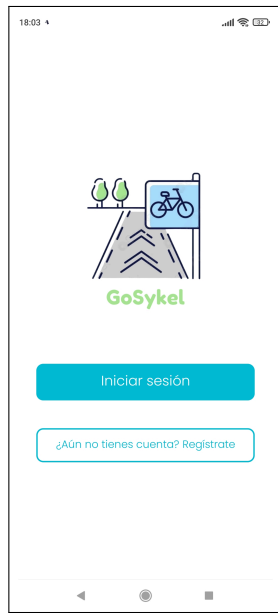 18:03
32
GoSykel
Iniciar sesión
¿Aún no tienes cuenta? Regístrate